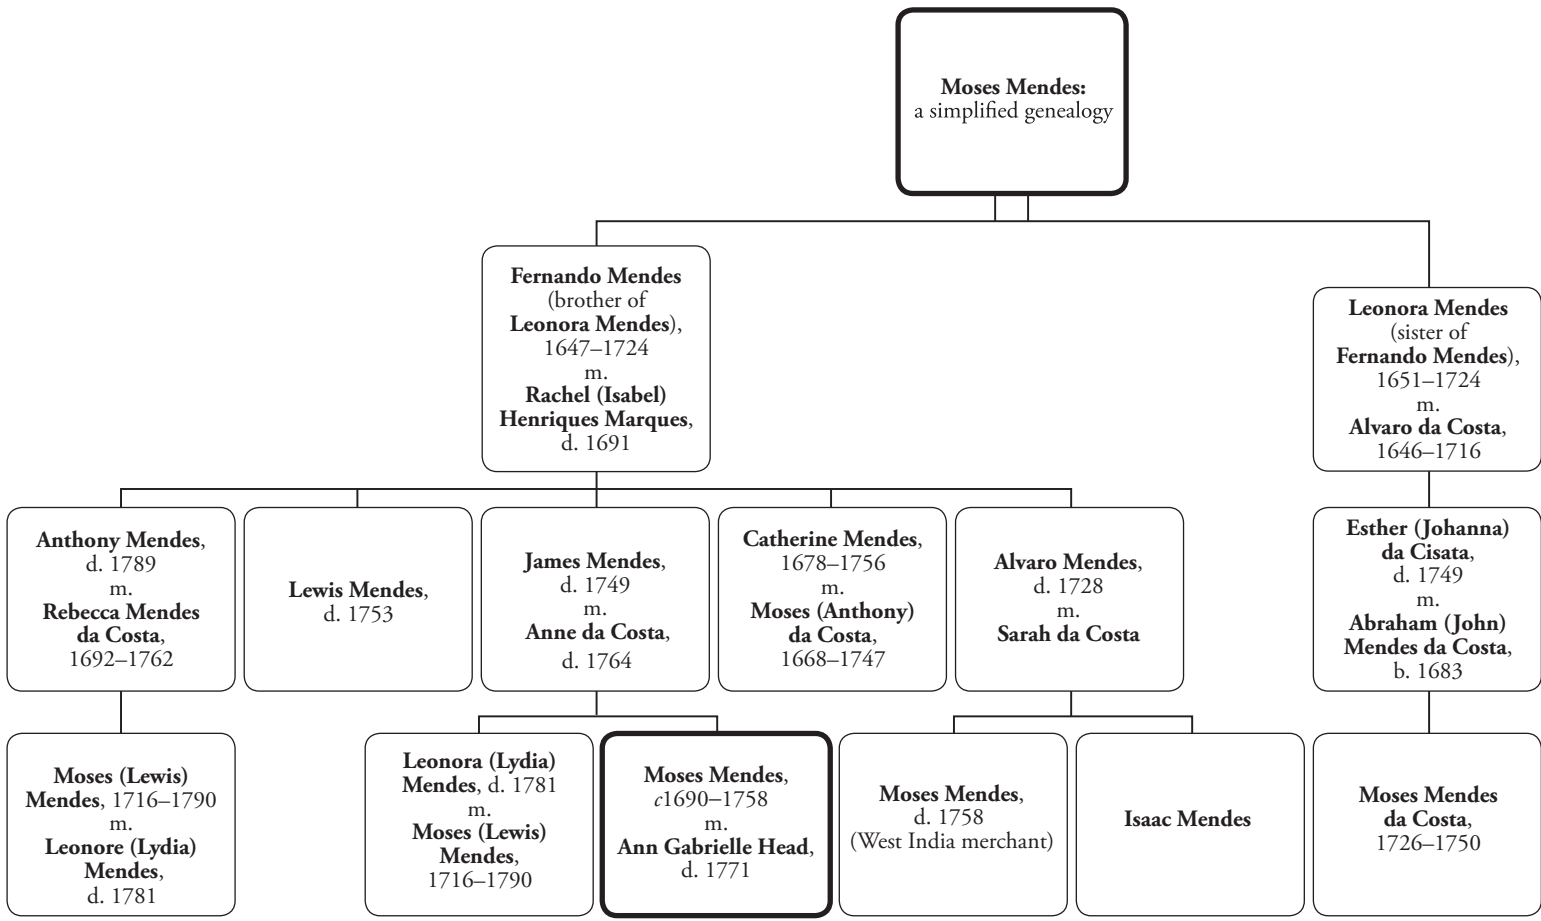 Moses Mendes:
a simplified genealogy
Fernando Mendes
(brother of
Leonora Mendes),
1647–1724
m.
Rachel (Isabel)
Henriques Marques,
d. 1691
Leonora Mendes
(sister of
Fernando Mendes),
1651–1724
m.
Alvaro da Costa,
1646–1716
Anthony Mendes,
d. 1789
m.
Rebecca Mendes
da Costa,
1692–1762
Lewis Mendes,
d. 1753
James Mendes,
d. 1749
m.
Anne da Costa,
d. 1764
Catherine Mendes,
1678–1756
m.
Moses (Anthony)
da Costa,
1668–1747
Alvaro Mendes,
d. 1728
m.
Sarah da Costa
Esther (Johanna)
da Cisata,
d. 1749
m.
Abraham (John)
Mendes da Costa,
b. 1683
Moses (Lewis)
Mendes, 1716–1790
m.
Leonore (Lydia)
Mendes,
d. 1781
Leonora (Lydia)
Mendes, d. 1781
m.
Moses (Lewis)
Mendes,
1716–1790
Moses Mendes,
c1690–1758
m.
Ann Gabrielle Head,
d. 1771
Moses Mendes,
d. 1758
(West India merchant)
Isaac Mendes
Moses Mendes
da Costa,
1726–1750